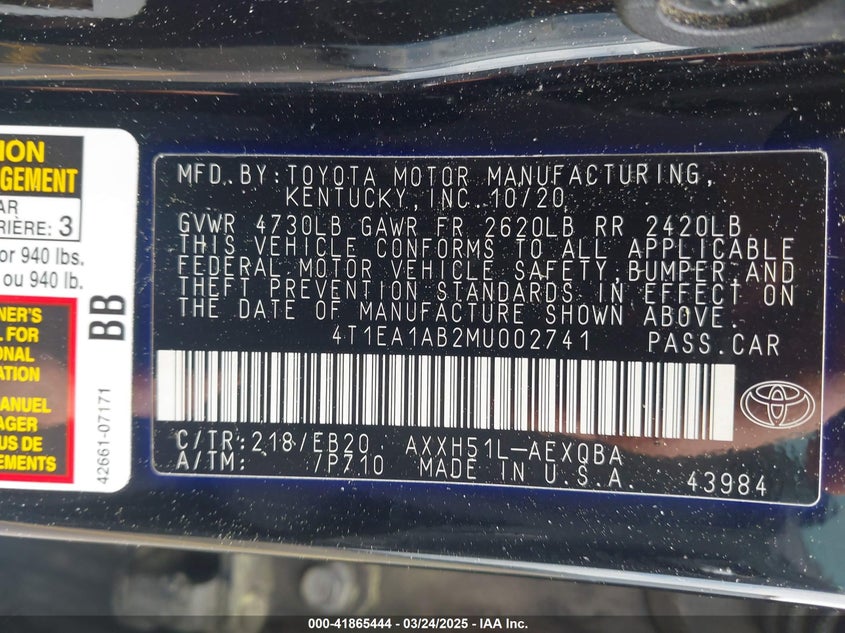 TION
GEMENT
AR
RIÈRE: 3
or 940 lbs.
ou 940 lb.
NER'S
L FOR
ONAL
ATION
MANUEL
AGER
US DE
EMENTS
BB
42661-07171
MFD.BY:TOYOTA MOTOR MANUFACTURING,
KENTUCKY,INC.10/20
GVWR 4730LB GAWR FR 2620LB RR 2420LB
THIS VEHICLE CONFORMS TO ALL APPLICABLE
FEDERAL MOTOR VEHICLE SAFETY,BUMPER,AND
THEFT PREVENTION STANDARDS IN EFFECT ON
THE DATE OF MANUFACTURE SHOWN ABOVE.
4T1EA1AB2MU002741 PASS.CAR
C/TR:218/EB20 AXXH51L-AEXQBA
A/TM: /P710 MADE IN U.S.A. 43984
000-41865444 - 03/24/2025 - IAA Inc.